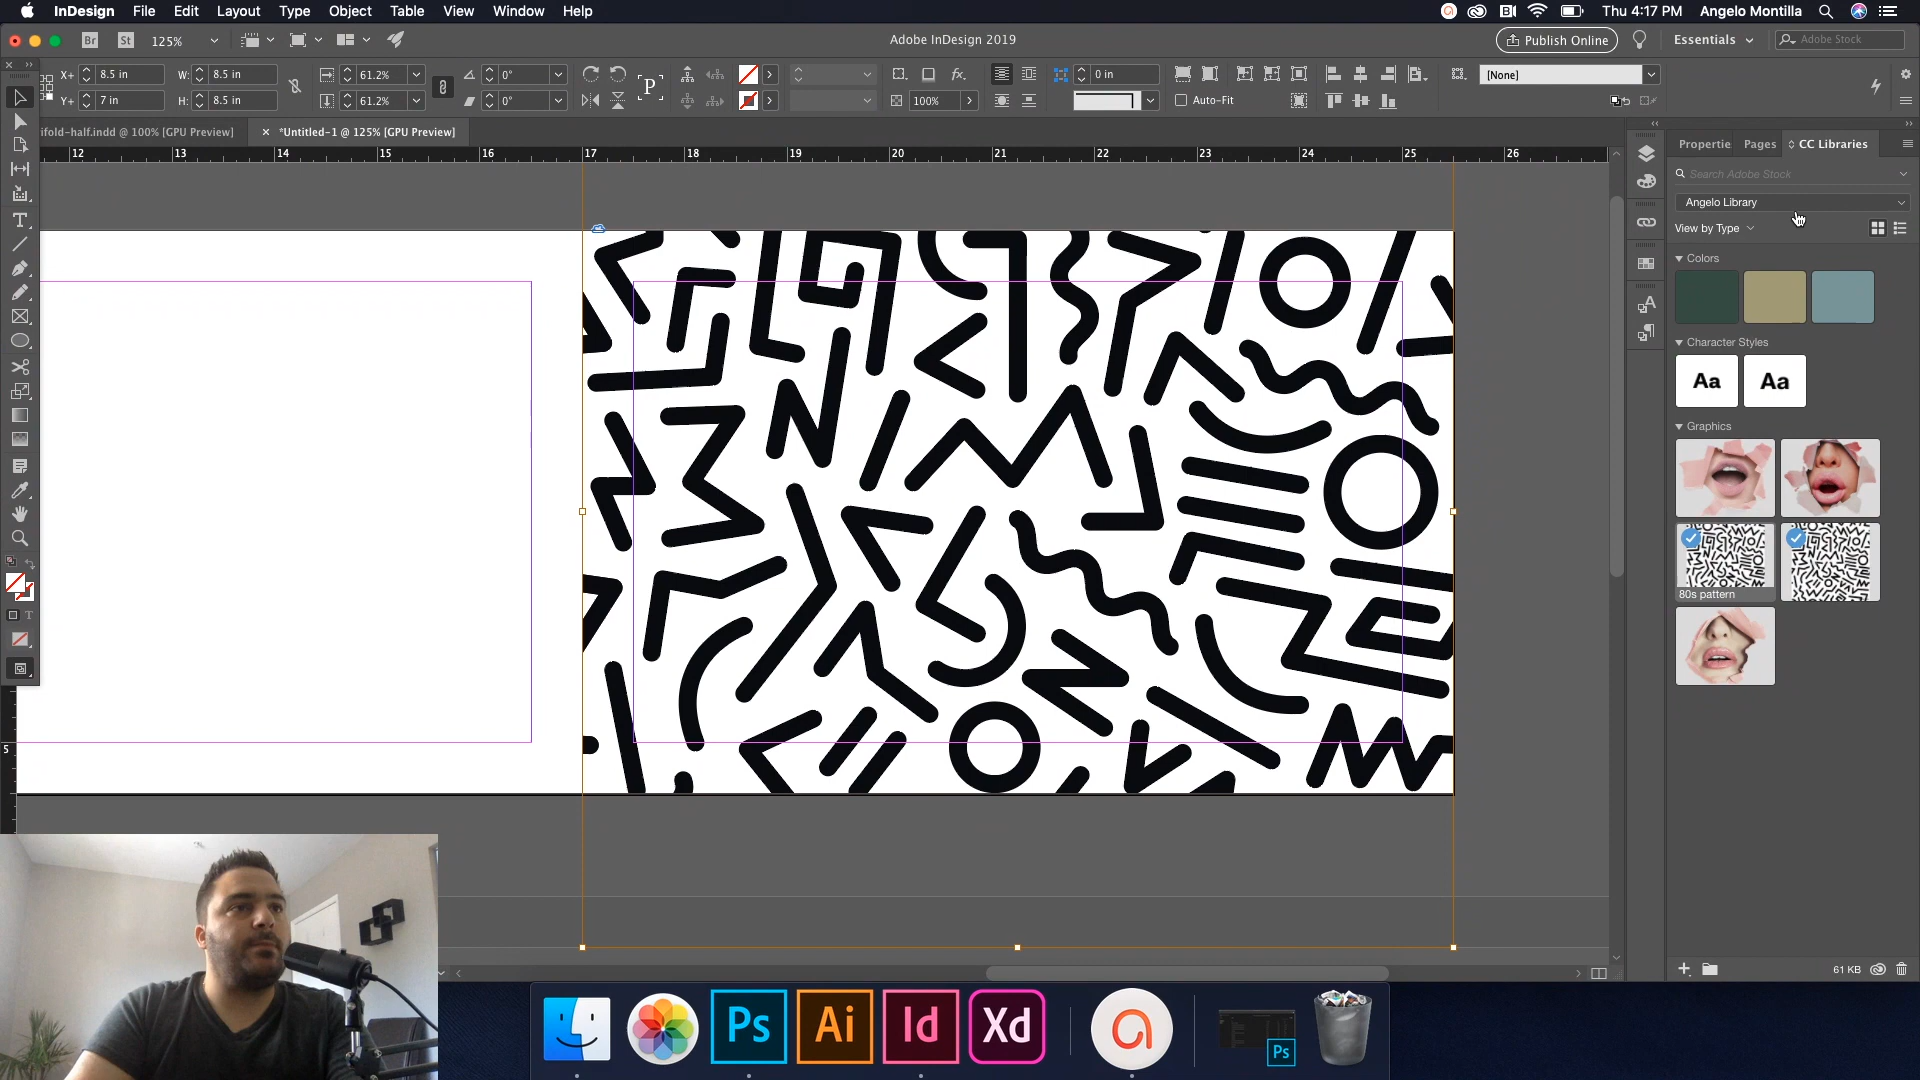 InDesign File Edit Layout Type Object Table View Window Help
Thu 4:17 PM Angelo Montilla
Br St 125%
Adobe InDesign 2019
Publish Online Essentials Adobe Stock
X+ 8.5 in W: 8.5 in 61.2% 0° P fx. 0 in [None]
Y+ 7 in H: 8.5 in 61.2% 0° 100% Auto-Fit
ifold-half.indd @ 100% [GPU Preview] × *Untitled-1 @ 125% [GPU Preview]
12 13 14 15 16 17 18 19 20 21 22 23 24 25 26
Propertie Pages CC Libraries
Search Adobe Stock
Angelo Library
View by Type
Colors
Character Styles
Aa Aa
Graphics
80s pattern
5
61 KB
Ps Ai Id Xd
Ps